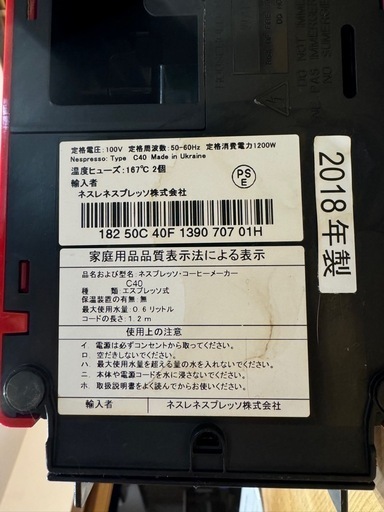 定格電圧:100V 定格周波数:50-60Hz 定格消費電力1200W
Nespresso: Type C40 Made in Ukraine
温度ヒューズ:167℃ 2個
輸入者
ネスレネスプレッソ株式会社
PS
E
18 250C 40F 1390 707 01H
2018年製
家庭用品品質表示法による表示
品名および型名: ネスプレッソ・コーヒーメーカー
C40
種 類: エスプレッソ式
保温装置の有無: 無
最大使用水量: 0.6リットル
コードの長さ: 1.2m
使用上の注意
イ. 電源は必ずコンセントから取ってください。
ロ. 空だきしないでください。
ハ. 最大使用水量を超える量の水を入れないでください。
ニ. 本体や電源コードを水に浸さないでください。
ホ. 取扱説明書をよく読んでからお使いください。
輸入者 ネスレネスプレッソ株式会社